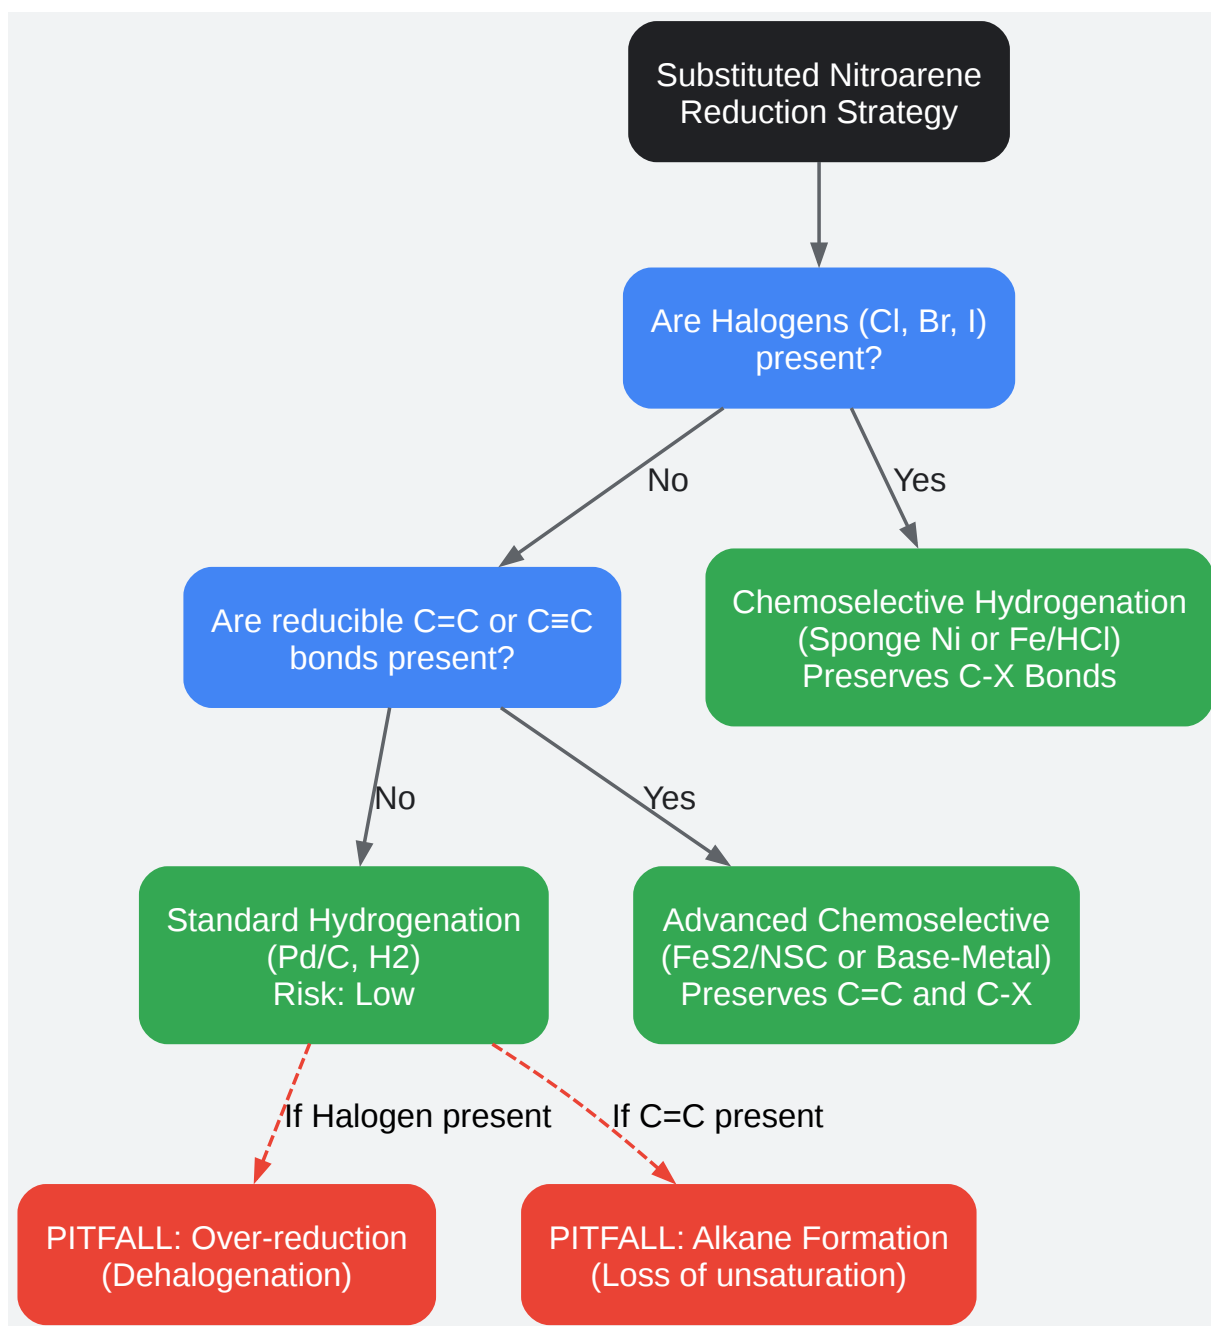 Substituted Nitroarene
Reduction Strategy
Are Halogens (Cl, Br, I)
present?
No
Yes
Are reducible C=C or C≡C
bonds present?
Chemoselective Hydrogenation
(Sponge Ni or Fe/HCl)
Preserves C-X Bonds
No
Yes
Standard Hydrogenation
(Pd/C, H2)
Risk: Low
Advanced Chemoselective
(FeS2/NSC or Base-Metal)
Preserves C=C and C-X
If Halogen present
If C=C present
PITFALL: Over-reduction
(Dehalogenation)
PITFALL: Alkane Formation
(Loss of unsaturation)